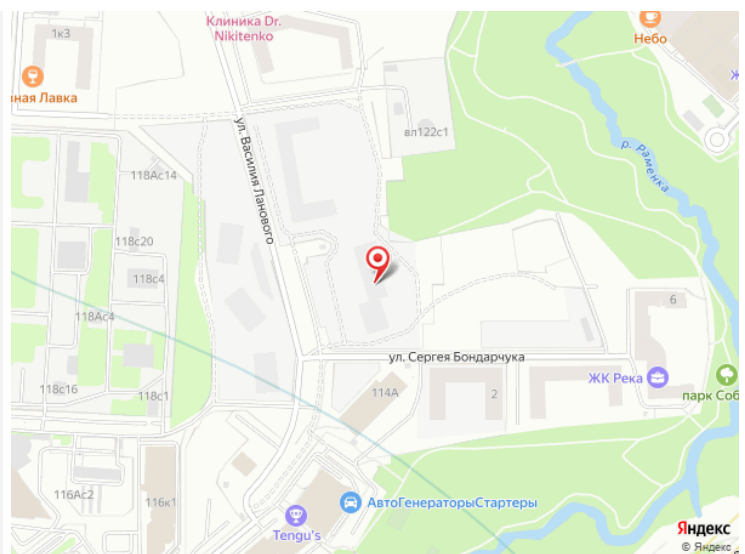 Клиника Dr.
Nikitenko
1к3
вная Лавка
Небо
Ж
вл122с1
р. Раменка
ул. Василия Ланового
118Ас14
118с20
118с4
118Ас4
118с16
118с1
6
ул. Сергея Бондарчука
ЖК Река
парк Соб
114А
2
116Ас2
116к1
АвтоГенераторыСтартеры
Tengu's
Яндекс
© Яндекс